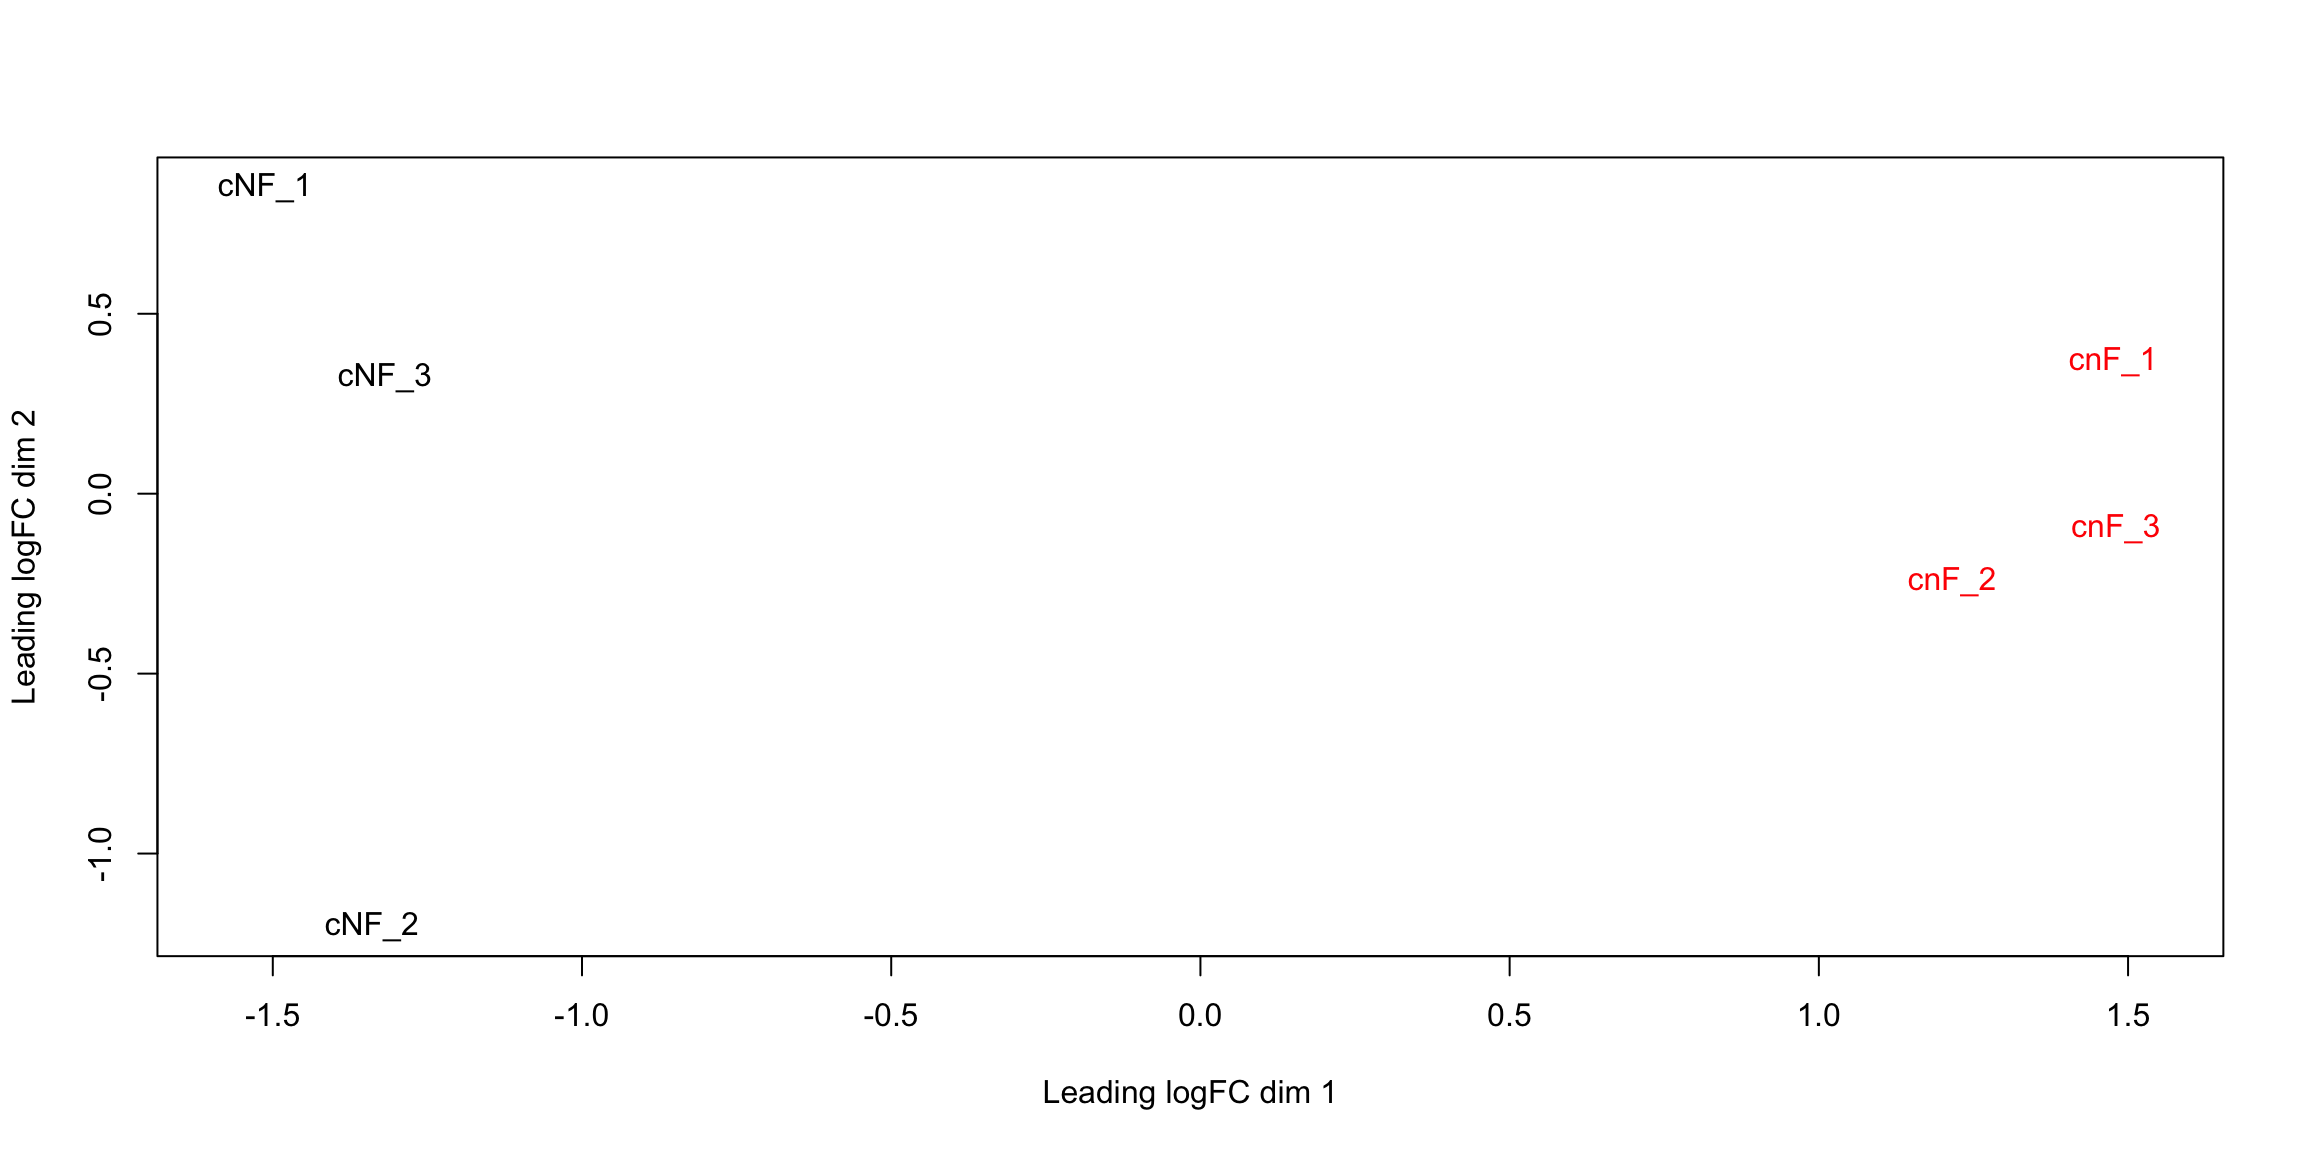 cNF_1
cNF_3
cNF_2
cnF_1
cnF_3
cnF_2
0.5
0.0
-0.5
-1.0
Leading logFC dim 2
-1.5 -1.0 -0.5 0.0 0.5 1.0 1.5
Leading logFC dim 1